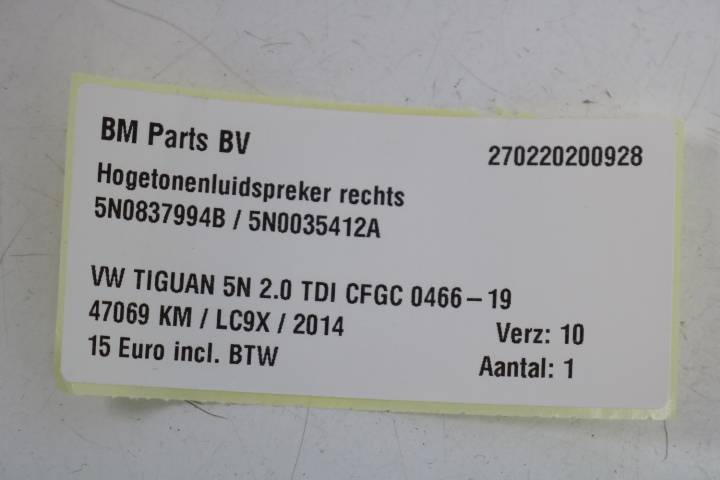 BM Parts BV 270220200928
Hogetonenluidspreker rechts
5N0837994B / 5N0035412A
VW TIGUAN 5N 2.0 TDI CFGC 0466-19
47069 KM / LC9X / 2014 Verz: 10
15 Euro incl. BTW Aantal: 1